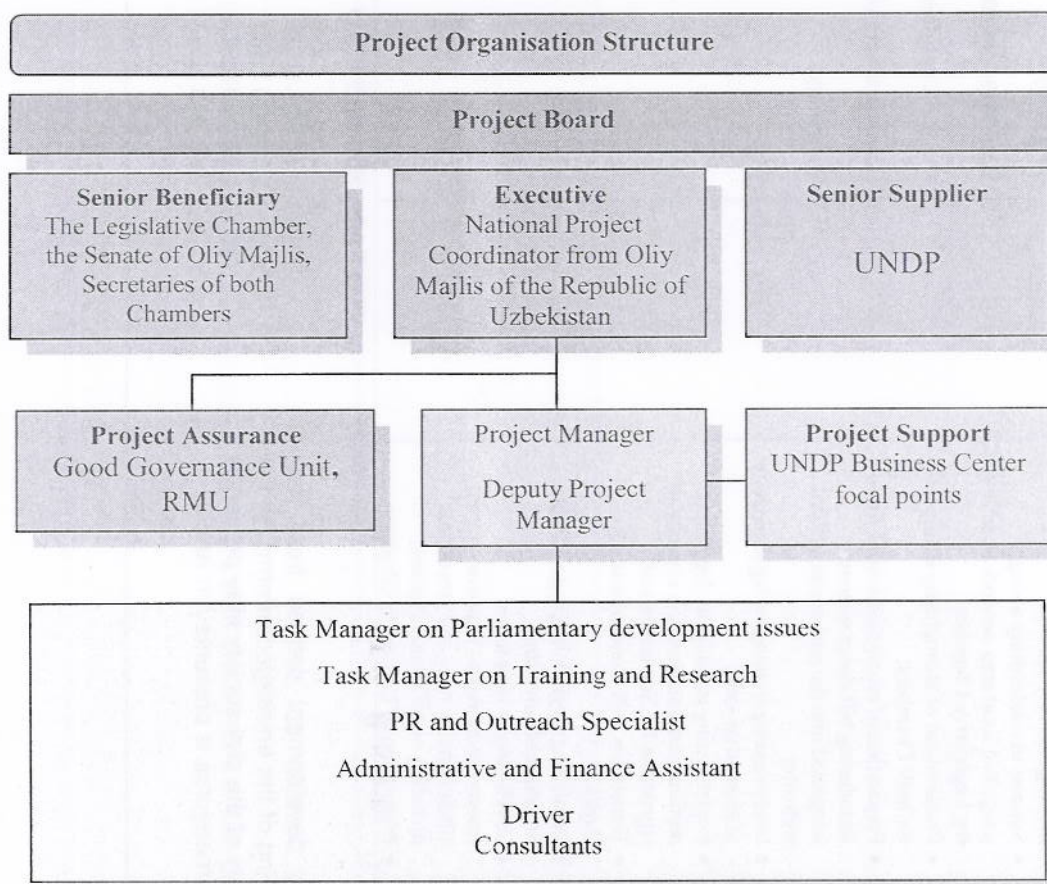 Project Organisation Structure
Project Board
Senior Beneficiary
The Legislative Chamber,
the Senate of Oliy Majlis,
Secretaries of both
Chambers
Executive
National Project
Coordinator from Oliy
Majlis of the Republic of
Uzbekistan
Senior Supplier
UNDP
Project Assurance
Good Governance Unit,
RMU
Project Manager
Deputy Project
Manager
Project Support
UNDP Business Center
focal points
Task Manager on Parliamentary development issues
Task Manager on Training and Research
PR and Outreach Specialist
Administrative and Finance Assistant
Driver
Consultants